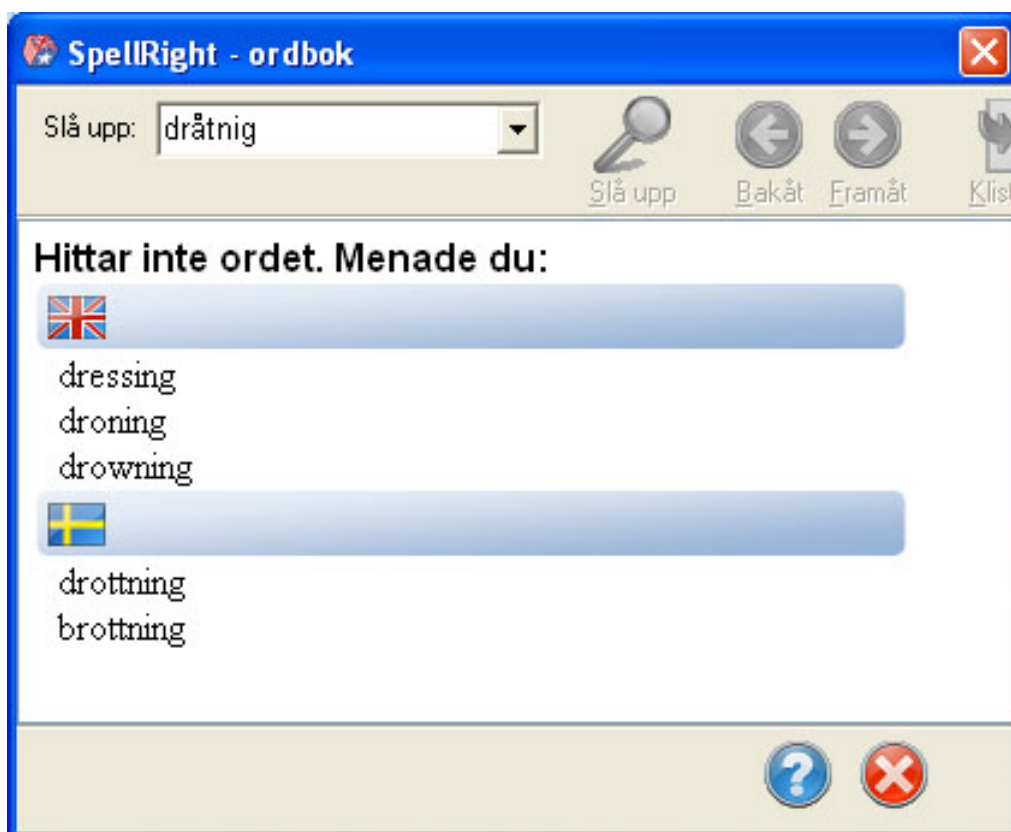 SpellRight - ordbok
Slå upp: dråtnig
Slå upp Bakåt Framåt
Hittar inte ordet. Menade du:
dressing
droning
drowning
drottning
brottning